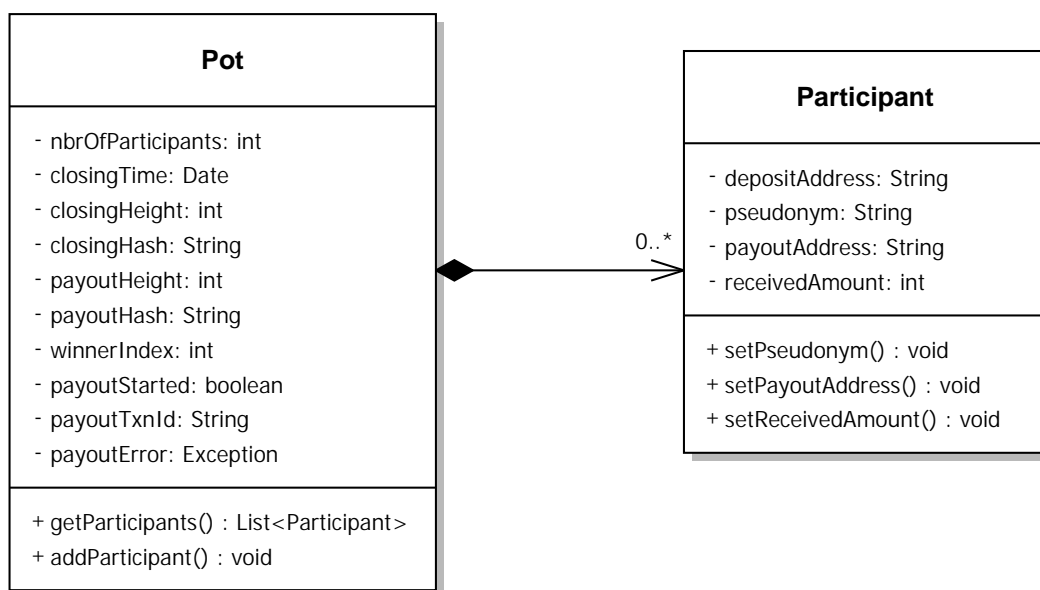 Pot
- nbrOfParticipants: int
- closingTime: Date
- closingHeight: int
- closingHash: String
- payoutHeight: int
- payoutHash: String
- winnerIndex: int
- payoutStarted: boolean
- payoutTxnId: String
- payoutError: Exception
+ getParticipants() : List<Participant>
+ addParticipant() : void
0..*
Participant
- depositAddress: String
- pseudonym: String
- payoutAddress: String
- receivedAmount: int
+ setPseudonym() : void
+ setPayoutAddress() : void
+ setReceivedAmount() : void